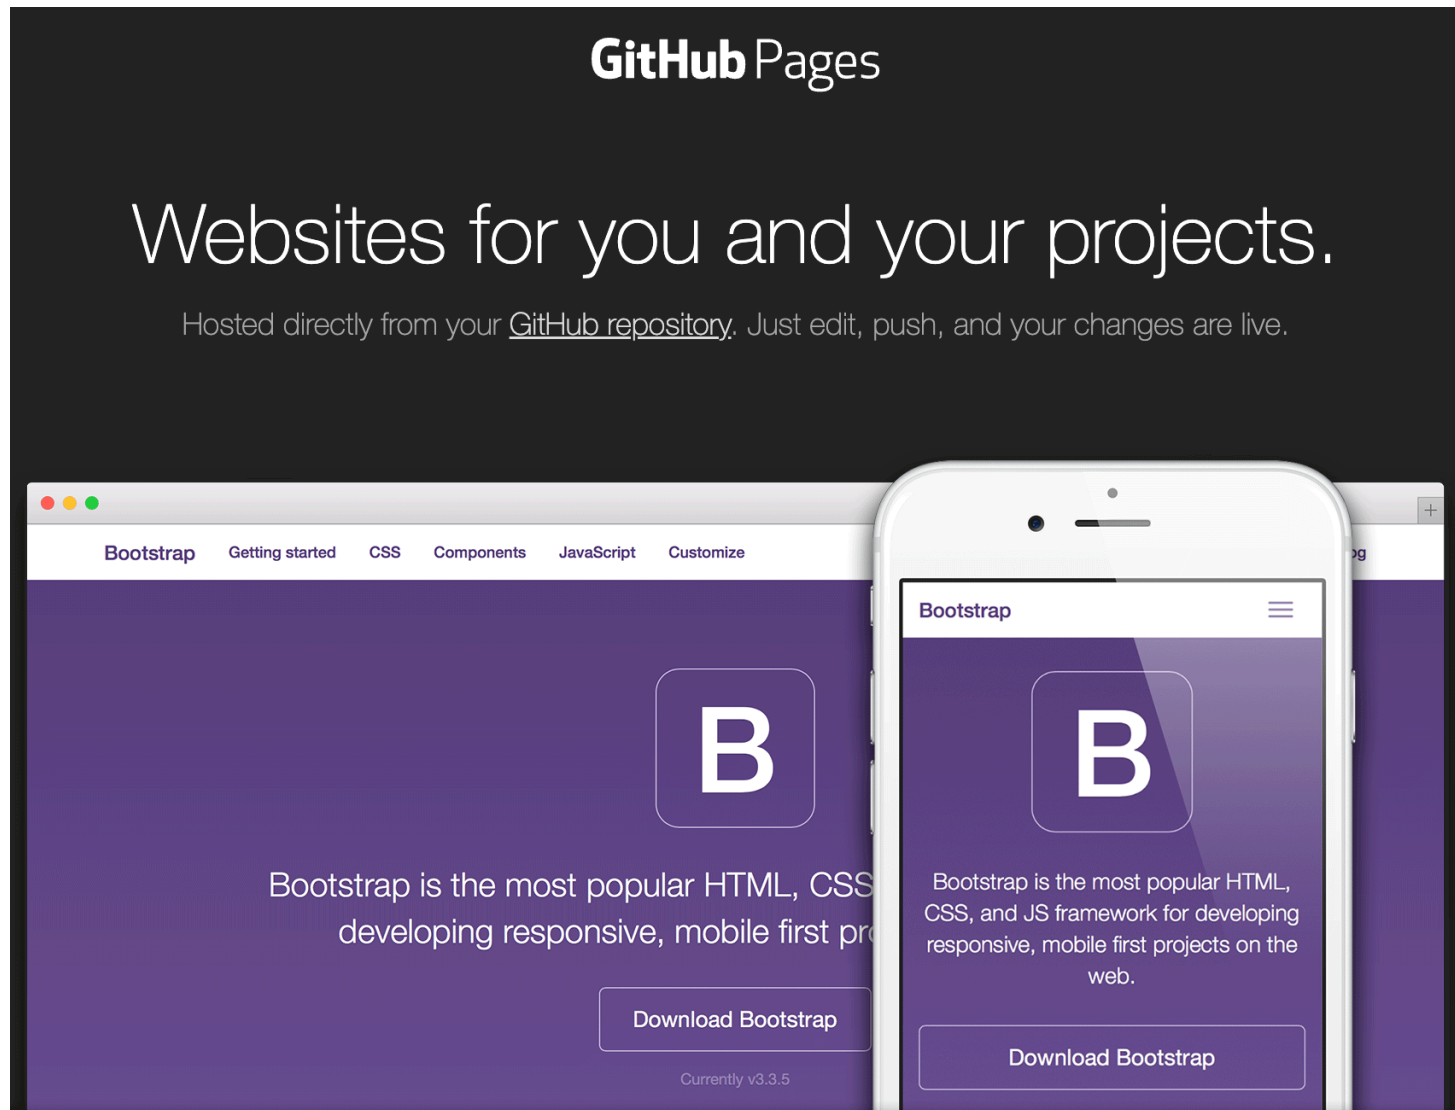 GitHub Pages
Websites for you and your projects.
Hosted directly from your GitHub repository. Just edit, push, and your changes are live.
Bootstrap Getting started CSS Components JavaScript Customize
Bootstrap is the most popular HTML, CSS
developing responsive, mobile first
Download Bootstrap
Currently v3.3.5
Bootstrap
B
B
Bootstrap is the most popular HTML,
CSS, and JS framework for developing
responsive, mobile first projects on the
web.
Download Bootstrap